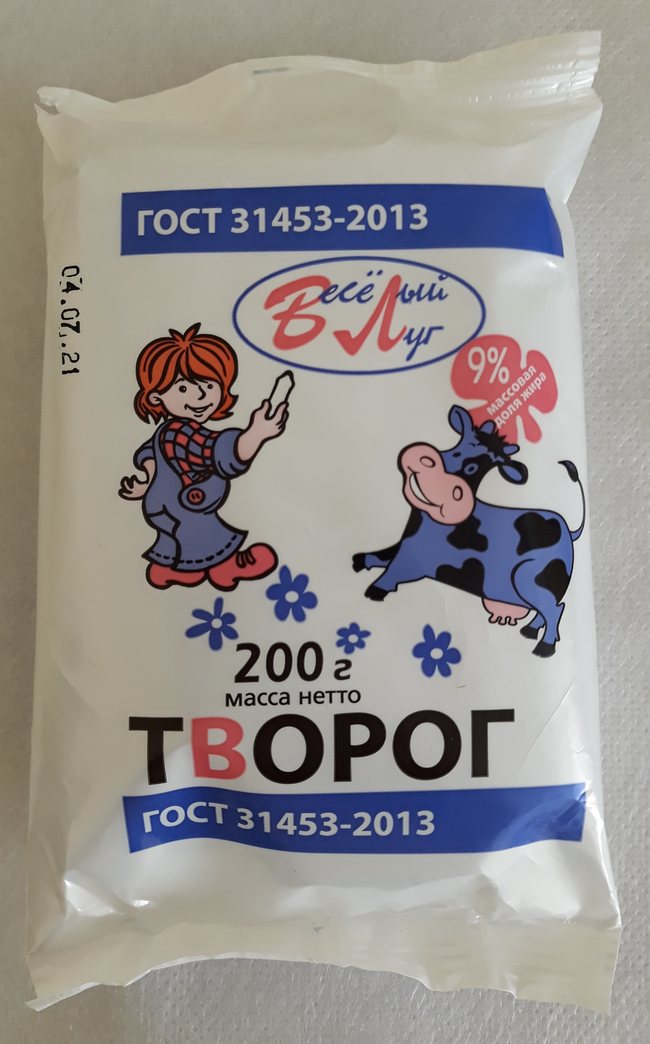 ГОСТ 31453-2013
Весёлый
Луг
04.07.21
9%
массовая
доля жира
200 г
масса нетто
ТВОРОГ
ГОСТ 31453-2013